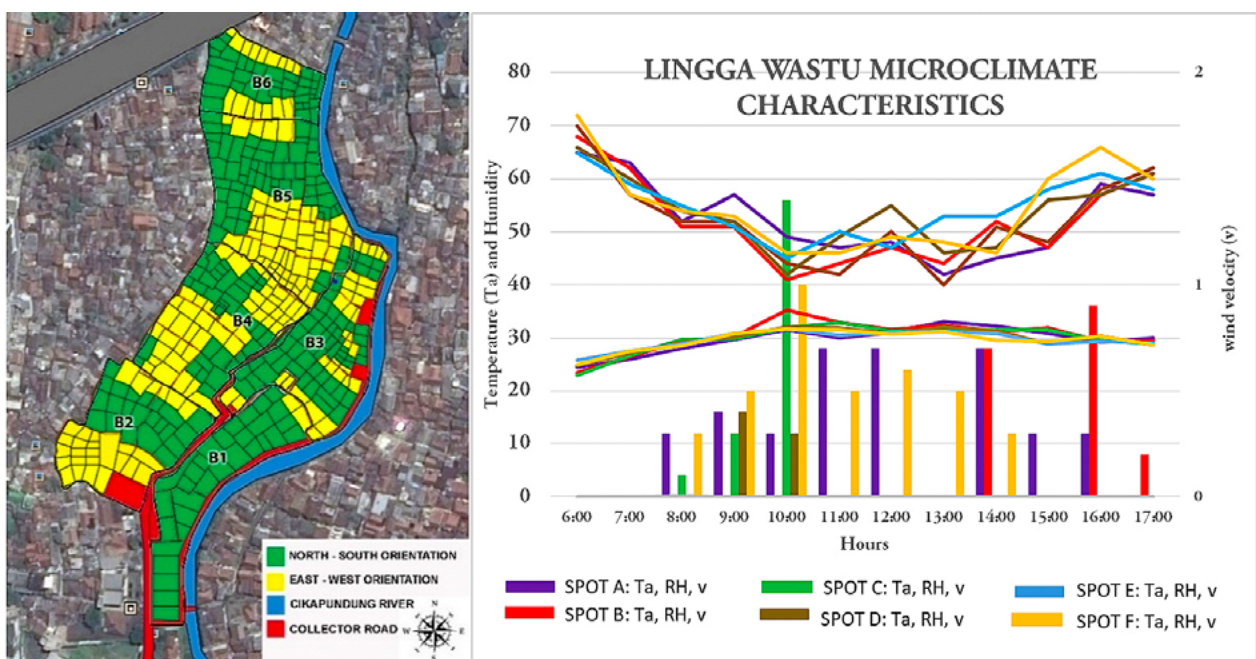 B6
B5
B4
B3
B2
B1
NORTH - SOUTH ORIENTATION
EAST - WEST ORIENTATION
CIKAPUNDUNG RIVER
COLLECTOR ROAD
N
W
E
S
LINGGA WASTU MICROCLIMATE
CHARACTERISTICS
Temperature (Ta) and Humidity
80
70
60
50
40
30
20
10
0
2
1
0
wind velocity (v)
6:00 7:00 8:00 9:00 10:00 11:00 12:00 13:00 14:00 15:00 16:00 17:00
Hours
SPOT A: Ta, RH, v SPOT C: Ta, RH, v SPOT E: Ta, RH, v
SPOT B: Ta, RH, v SPOT D: Ta, RH, v SPOT F: Ta, RH, v